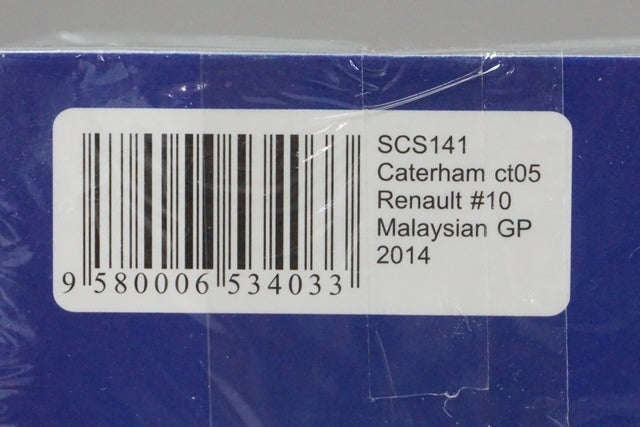 SCS141
Caterham ct05
Renault #10
Malaysian GP
2014
9 580006 534033